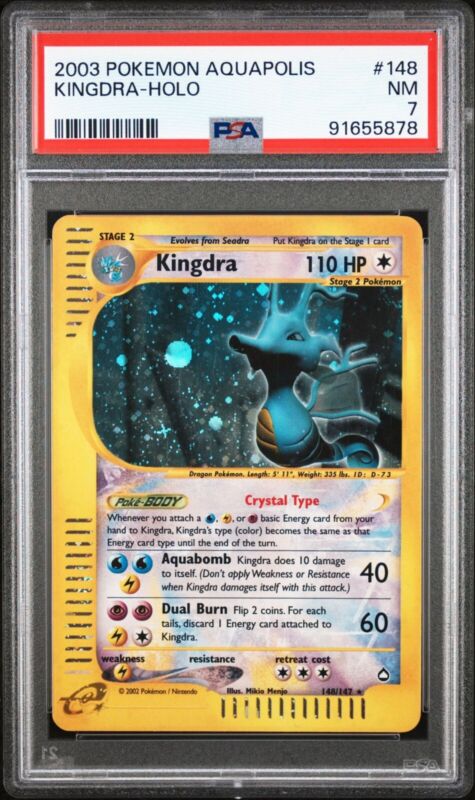 2003 POKEMON AQUAPOLIS #148
KINGDRA-HOLO NM
7
PSA 91655878
STAGE 2 Evolves from Seadra Put Kingdra on the Stage 1 card
Kingdra 110 HP
Stage 2 Pokémon
Dragon Pokémon. Length: 5' 11", Weight: 335 lbs. ID: D-73
Poké-BODY Crystal Type
Whenever you attach a , , or basic Energy card from your
hand to Kingdra, Kingdra's type (color) becomes the same as that
Energy card type until the end of the turn.
Aquabomb Kingdra does 10 damage
to itself. (Don't apply Weakness or Resistance 40
when Kingdra damages itself with this attack.)
Dual Burn Flip 2 coins. For each
tails, discard 1 Energy card attached to 60
Kingdra.
weakness resistance retreat cost
© 2002 Pokémon / Nintendo Illus. Mikio Menjo 148/147 ★
21 PSA